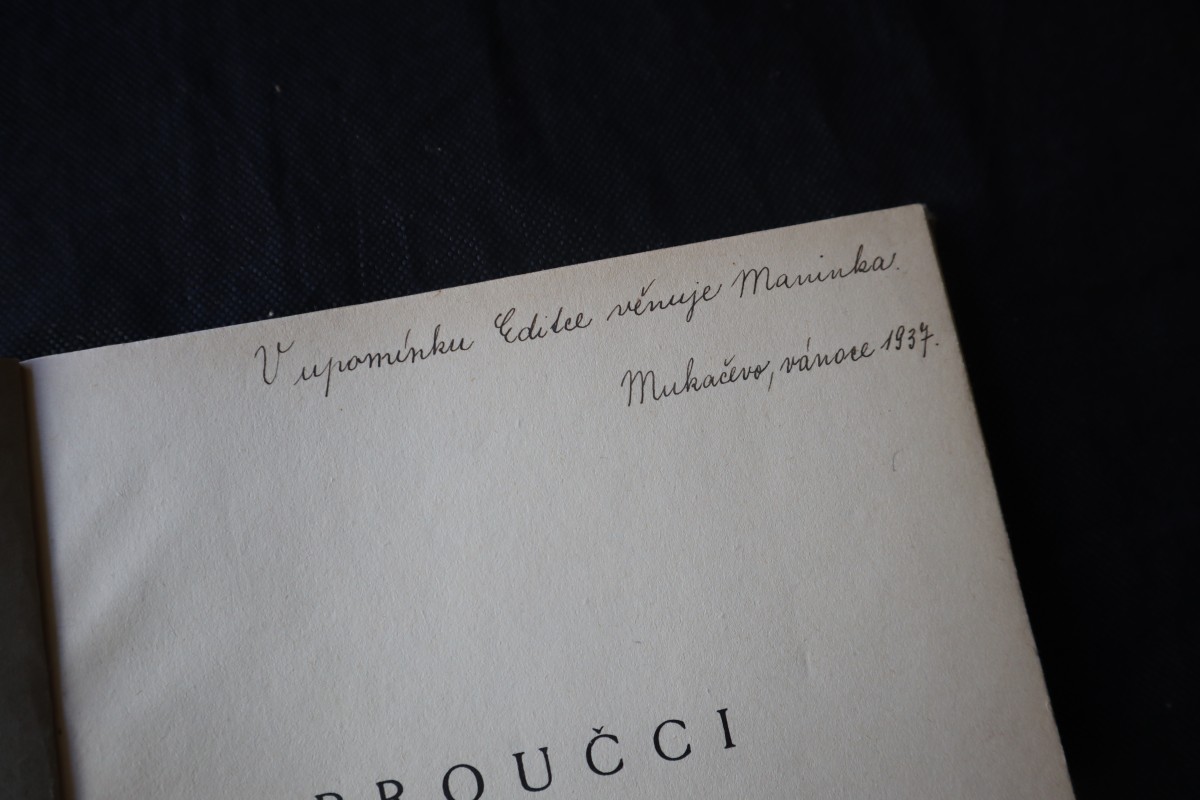 V upomínku Editce věnuje Maninka.
Mukačevo, vánoce 1937.
BROUČCI